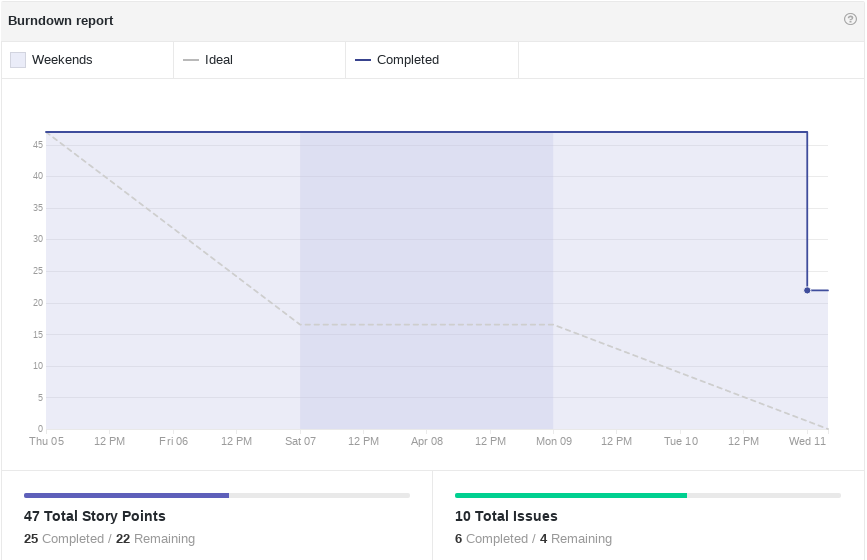 Burndown report
Weekends Ideal Completed
45
40
35
30
25
20
15
10
5
0
Thu 05 12 PM Fri 06 12 PM Sat 07 12 PM Apr 08 12 PM Mon 09 12 PM Tue 10 12 PM Wed 11
47 Total Story Points
25 Completed / 22 Remaining
10 Total Issues
6 Completed / 4 Remaining